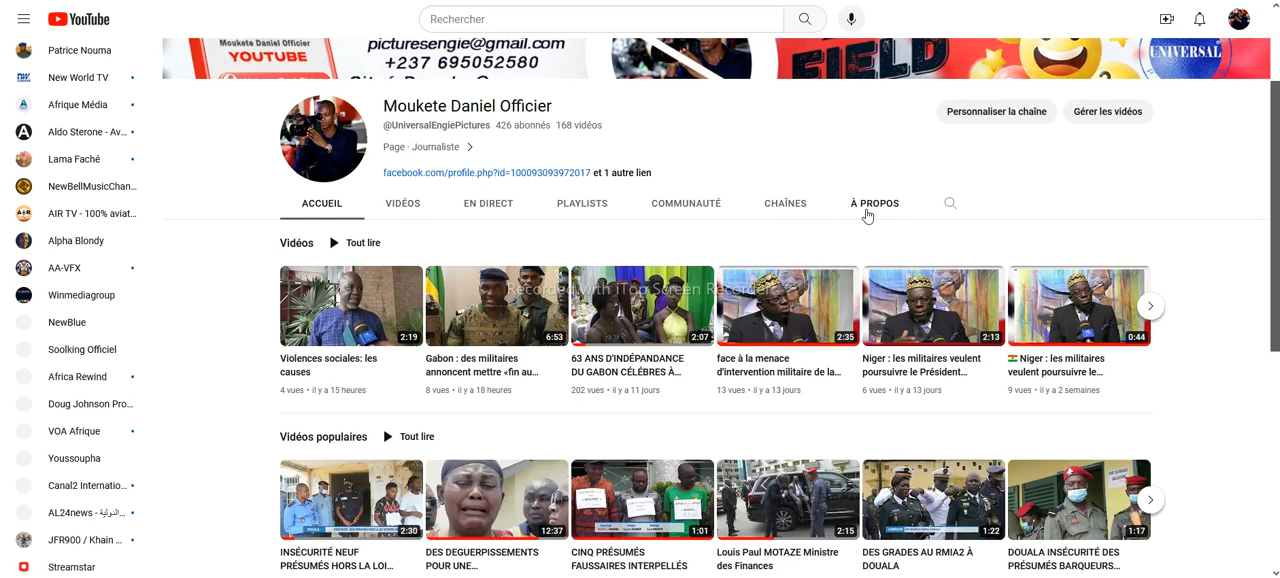 YouTube
Rechercher
Moukete Daniel Officier
YOUTUBE
picturesengie@gmail.com
+237 695052580
FIELD
UNIVERSAL
Moukete Daniel Officier
@UniversalEngiePictures 426 abonnés 168 vidéos
Page · Journaliste
facebook.com/profile.php?id=100093093972017 et 1 autre lien
Personnaliser la chaîne
Gérer les vidéos
ACCUEIL VIDÉOS EN DIRECT PLAYLISTS COMMUNAUTÉ CHAÎNES À PROPOS
Patrice Nouma
New World TV
Afrique Média
Aldo Sterone - Av...
Lama Faché
NewBellMusicChan...
AIR TV - 100% aviat...
Alpha Blondy
AA-VFX
Winmediagroup
NewBlue
Soolking Officiel
Africa Rewind
Doug Johnson Pro...
VOA Afrique
Youssoupha
Canal2 Internatio...
AL24news - الدولية...
JFR900 / Khain ...
Streamstar
Vidéos Tout lire
Recorded with iTop Screen Recorder
2:19
6:53
2:07
2:35
2:13
0:44
Violences sociales: les
causes
4 vues • il y a 15 heures
Gabon : des militaires
annoncent mettre «fin au...
8 vues • il y a 18 heures
63 ANS D'INDÉPENDANCE
DU GABON CÉLÉBRES À...
202 vues • il y a 11 jours
face à la menace
d'intervention militaire de la...
13 vues • il y a 13 jours
Niger : les militaires veulent
poursuivre le Président...
6 vues • il y a 13 jours
Niger : les militaires
veulent poursuivre le...
9 vues • il y a 2 semaines
Vidéos populaires Tout lire
DOUALA
2:30
12:37
1:01
2:15
1:22
1:17
INSÉCURITÉ NEUF
PRÉSUMÉS HORS LA LOI...
DES DEGUERPISSEMENTS
POUR UNE...
CINQ PRÉSUMÉS
FAUSSAIRES INTERPELLÉS
Louis Paul MOTAZE Ministre
des Finances
DES GRADES AU RMIA2 À
DOUALA
DOUALA INSÉCURITÉ DES
PRÉSUMÉS BARQUEURS...